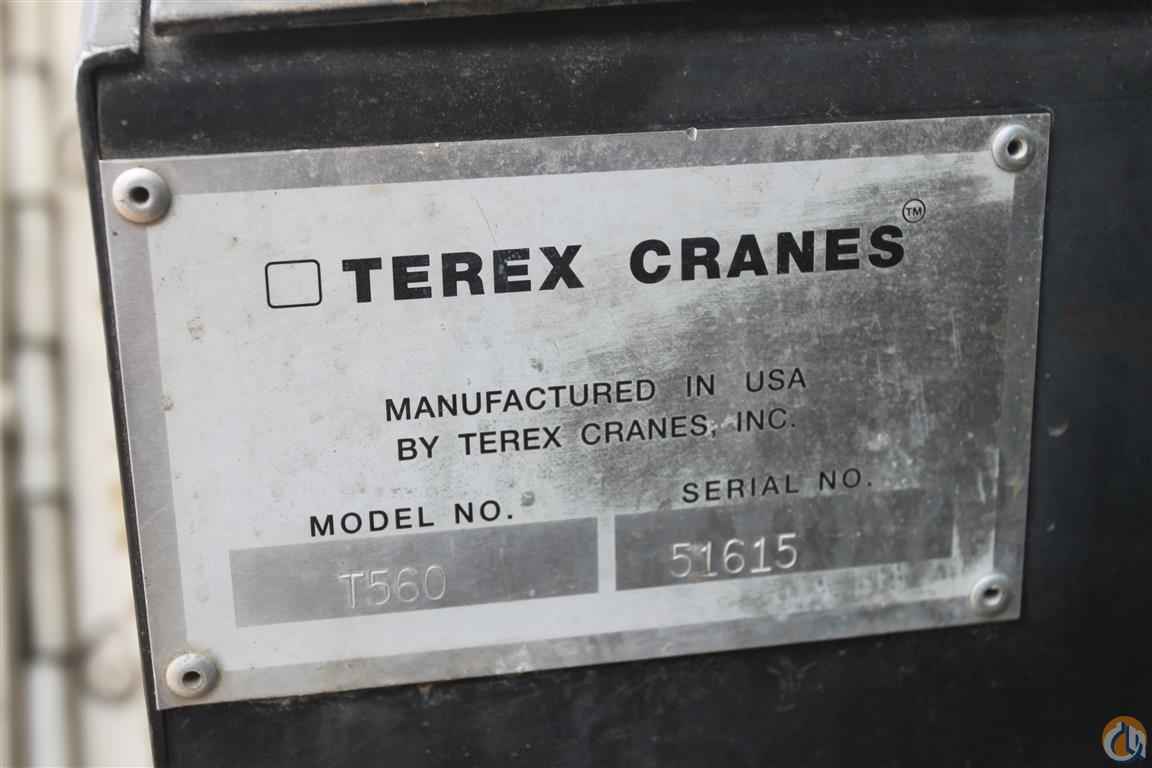 TEREX CRANES™
MANUFACTURED IN USA
BY TEREX CRANES, INC.
MODEL NO. SERIAL NO.
T560 51615